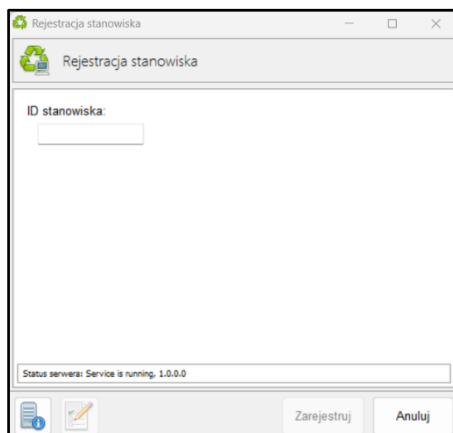 Rejestracja stanowiska
Rejestracja stanowiska
ID stanowiska:
Status serwera: Service is running, 1.0.0.0
Zarejestruj
Anuluj